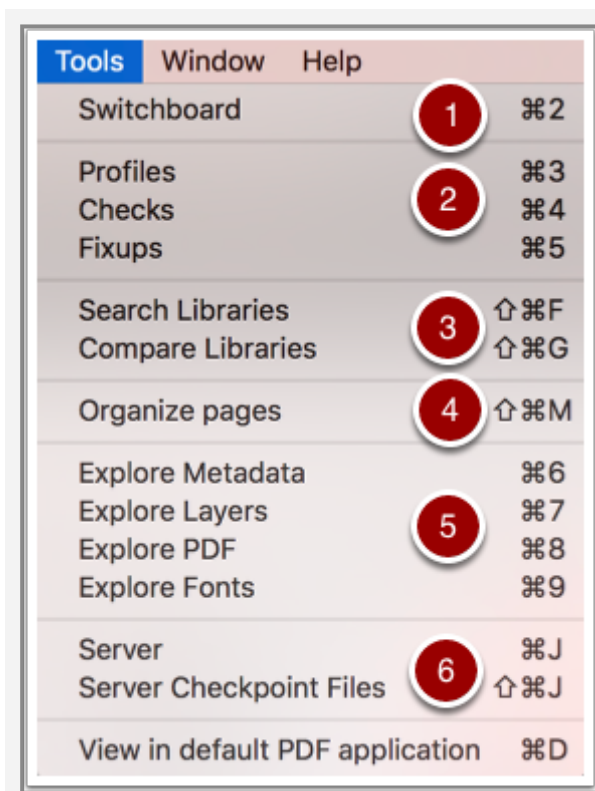 Tools Window Help
Switchboard 1 ⌘2
Profiles ⌘3
Checks 2 ⌘4
Fixups ⌘5
Search Libraries ⇧⌘F
3
Compare Libraries ⇧⌘G
Organize pages 4 ⇧⌘M
Explore Metadata ⌘6
Explore Layers ⌘7
5
Explore PDF ⌘8
Explore Fonts ⌘9
Server ⌘J
6
Server Checkpoint Files ⇧⌘J
View in default PDF application ⌘D